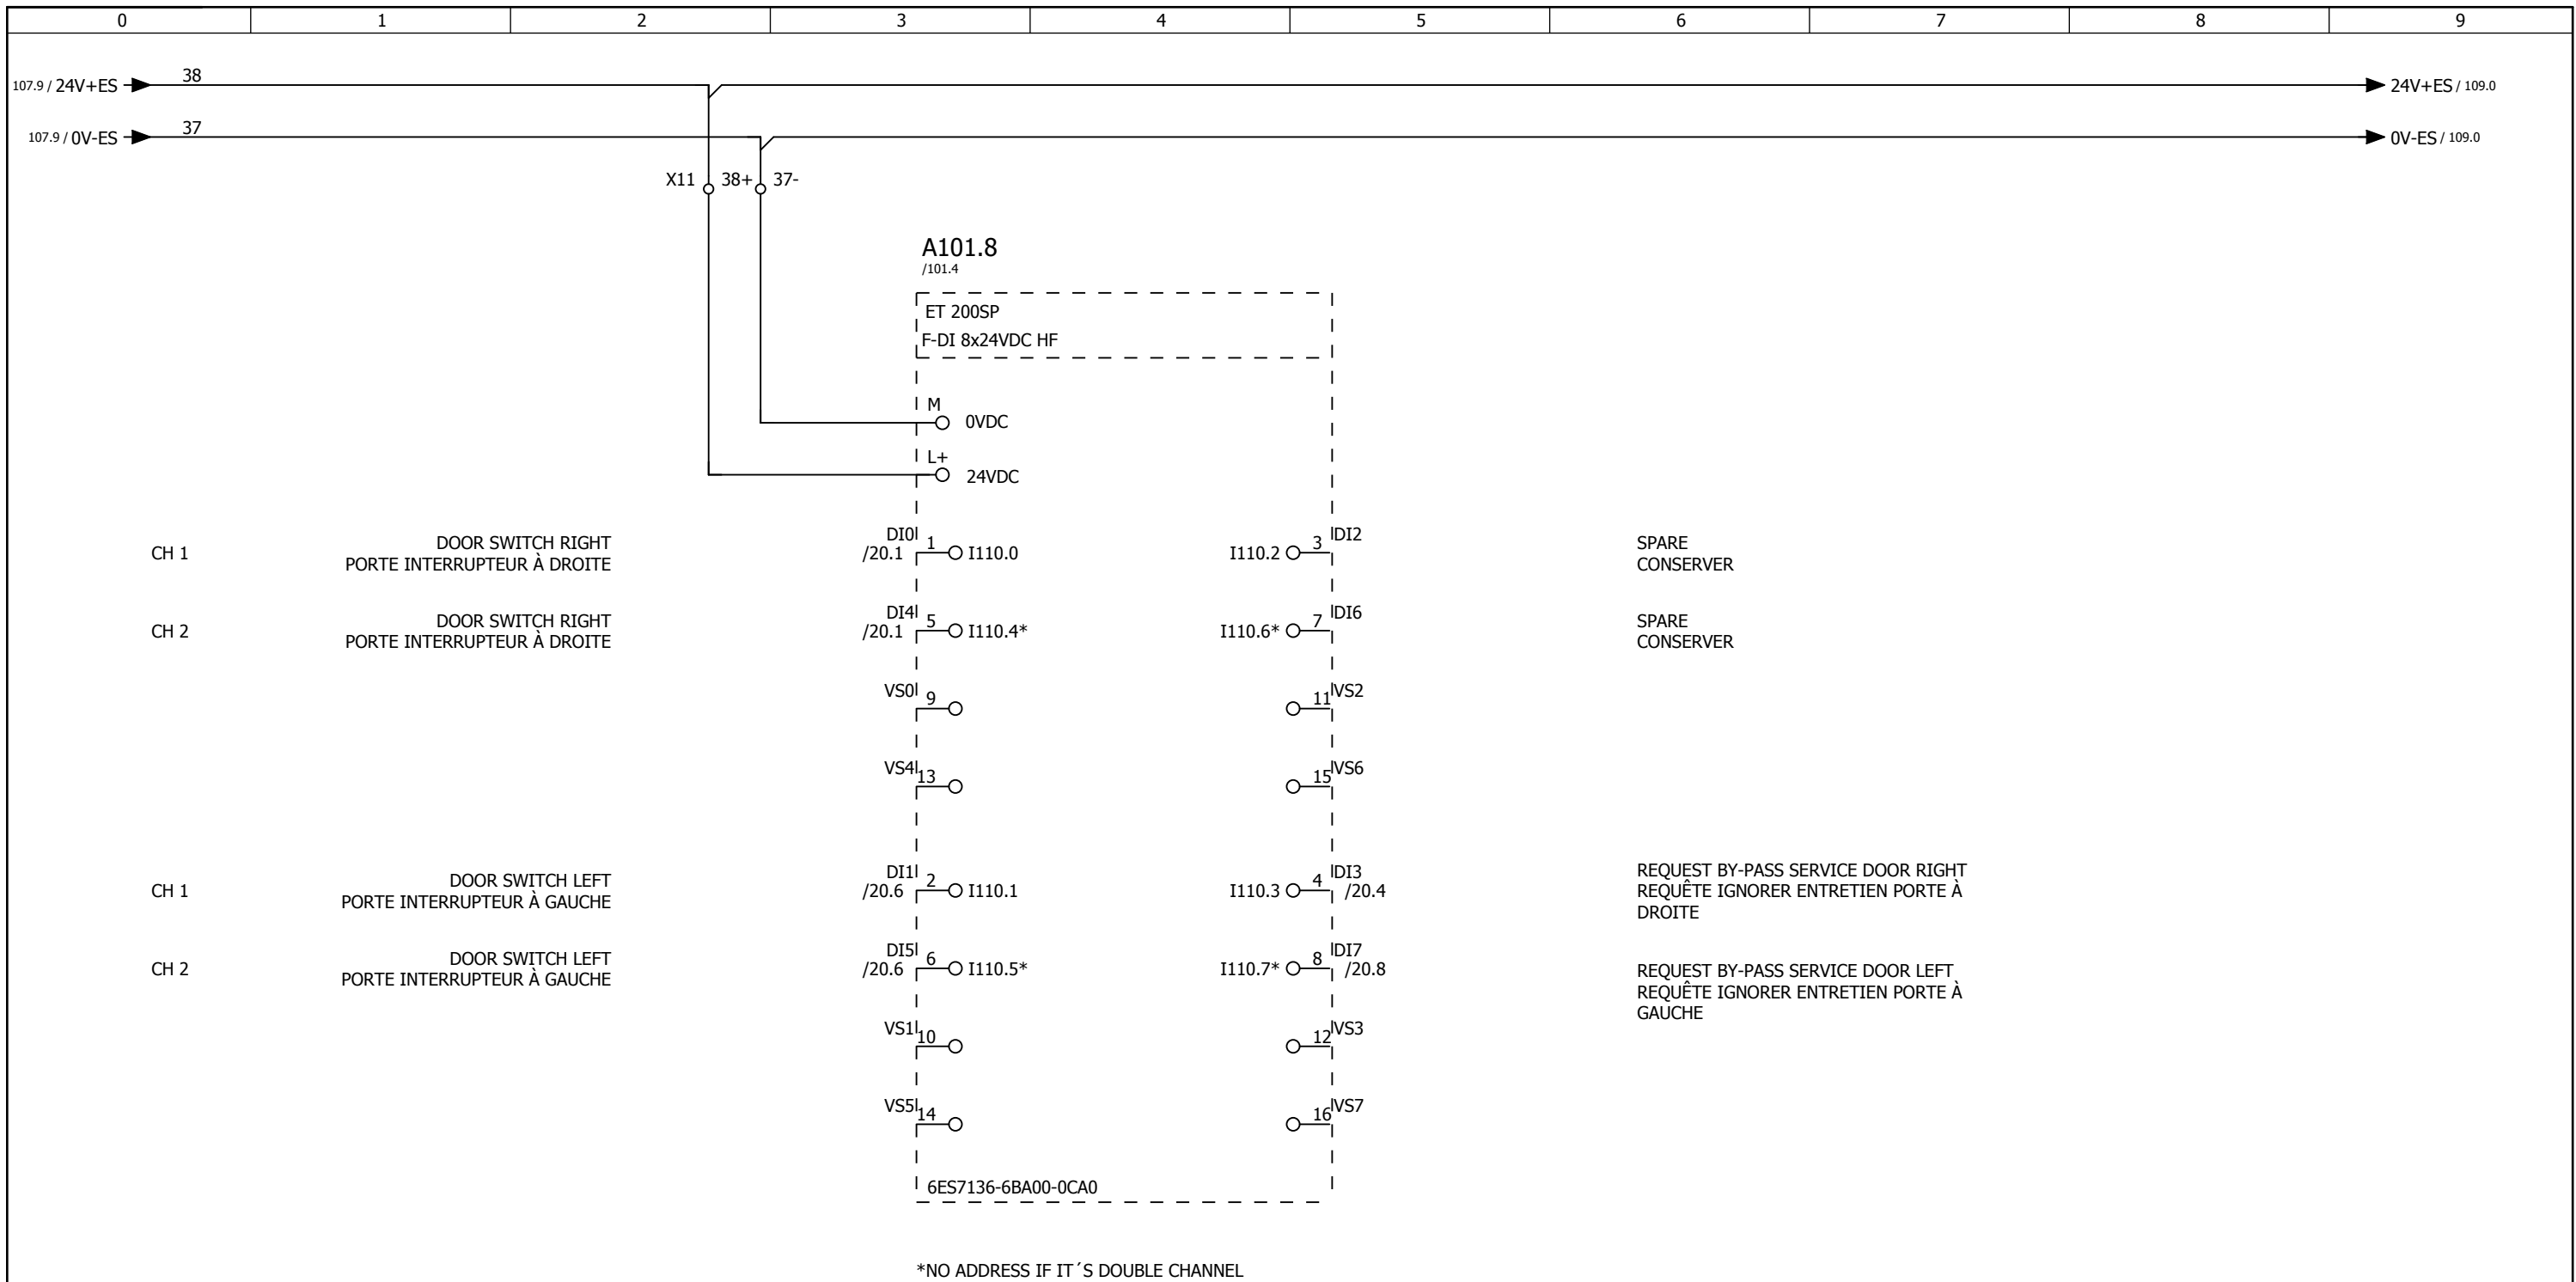 0 1 2 3 4 5 6 7 8 9
107.9 / 24V+ES 38 24V+ES / 109.0
107.9 / 0V-ES 37 0V-ES / 109.0
X11 38+ 37-
A101.8
/101.4
ET 200SP
F-DI 8x24VDC HF
M
0VDC
L+
24VDC
CH 1
DOOR SWITCH RIGHT
PORTE INTERRUPTEUR À DROITE
DI0
/20.1 1 I110.0
I110.2 3 DI2
SPARE
CONSERVER
CH 2
DOOR SWITCH RIGHT
PORTE INTERRUPTEUR À DROITE
DI4
/20.1 5 I110.4*
I110.6* 7 DI6
SPARE
CONSERVER
VS0 9
11 VS2
VS4 13
15 VS6
CH 1
DOOR SWITCH LEFT
PORTE INTERRUPTEUR À GAUCHE
DI1
/20.6 2 I110.1
I110.3 4 DI3
/20.4
REQUEST BY-PASS SERVICE DOOR RIGHT
REQUÊTE IGNORER ENTRETIEN PORTE À
DROITE
CH 2
DOOR SWITCH LEFT
PORTE INTERRUPTEUR À GAUCHE
DI5
/20.6 6 I110.5*
I110.7* 8 DI7
/20.8
REQUEST BY-PASS SERVICE DOOR LEFT
REQUÊTE IGNORER ENTRETIEN PORTE À
GAUCHE
VS1 10
12 VS3
VS5 14
16 VS7
6ES7136-6BA00-0CA0
*NO ADDRESS IF IT´S DOUBLE CHANNEL